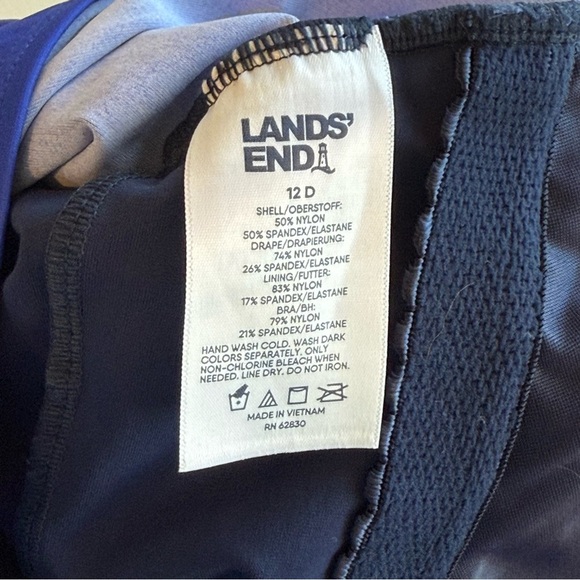 LANDS'
END
12 D
SHELL/OBERSTOFF:
50% NYLON
50% SPANDEX/ELASTANE
DRAPE/DRAPIERUNG:
74% NYLON
26% SPANDEX/ELASTANE
LINING/FUTTER:
83% NYLON
17% SPANDEX/ELASTANE
BRA/BH:
79% NYLON
21% SPANDEX/ELASTANE
HAND WASH COLD. WASH DARK
COLORS SEPARATELY. ONLY
NON-CHLORINE BLEACH WHEN
NEEDED. LINE DRY. DO NOT IRON.
MADE IN VIETNAM
RN 62830